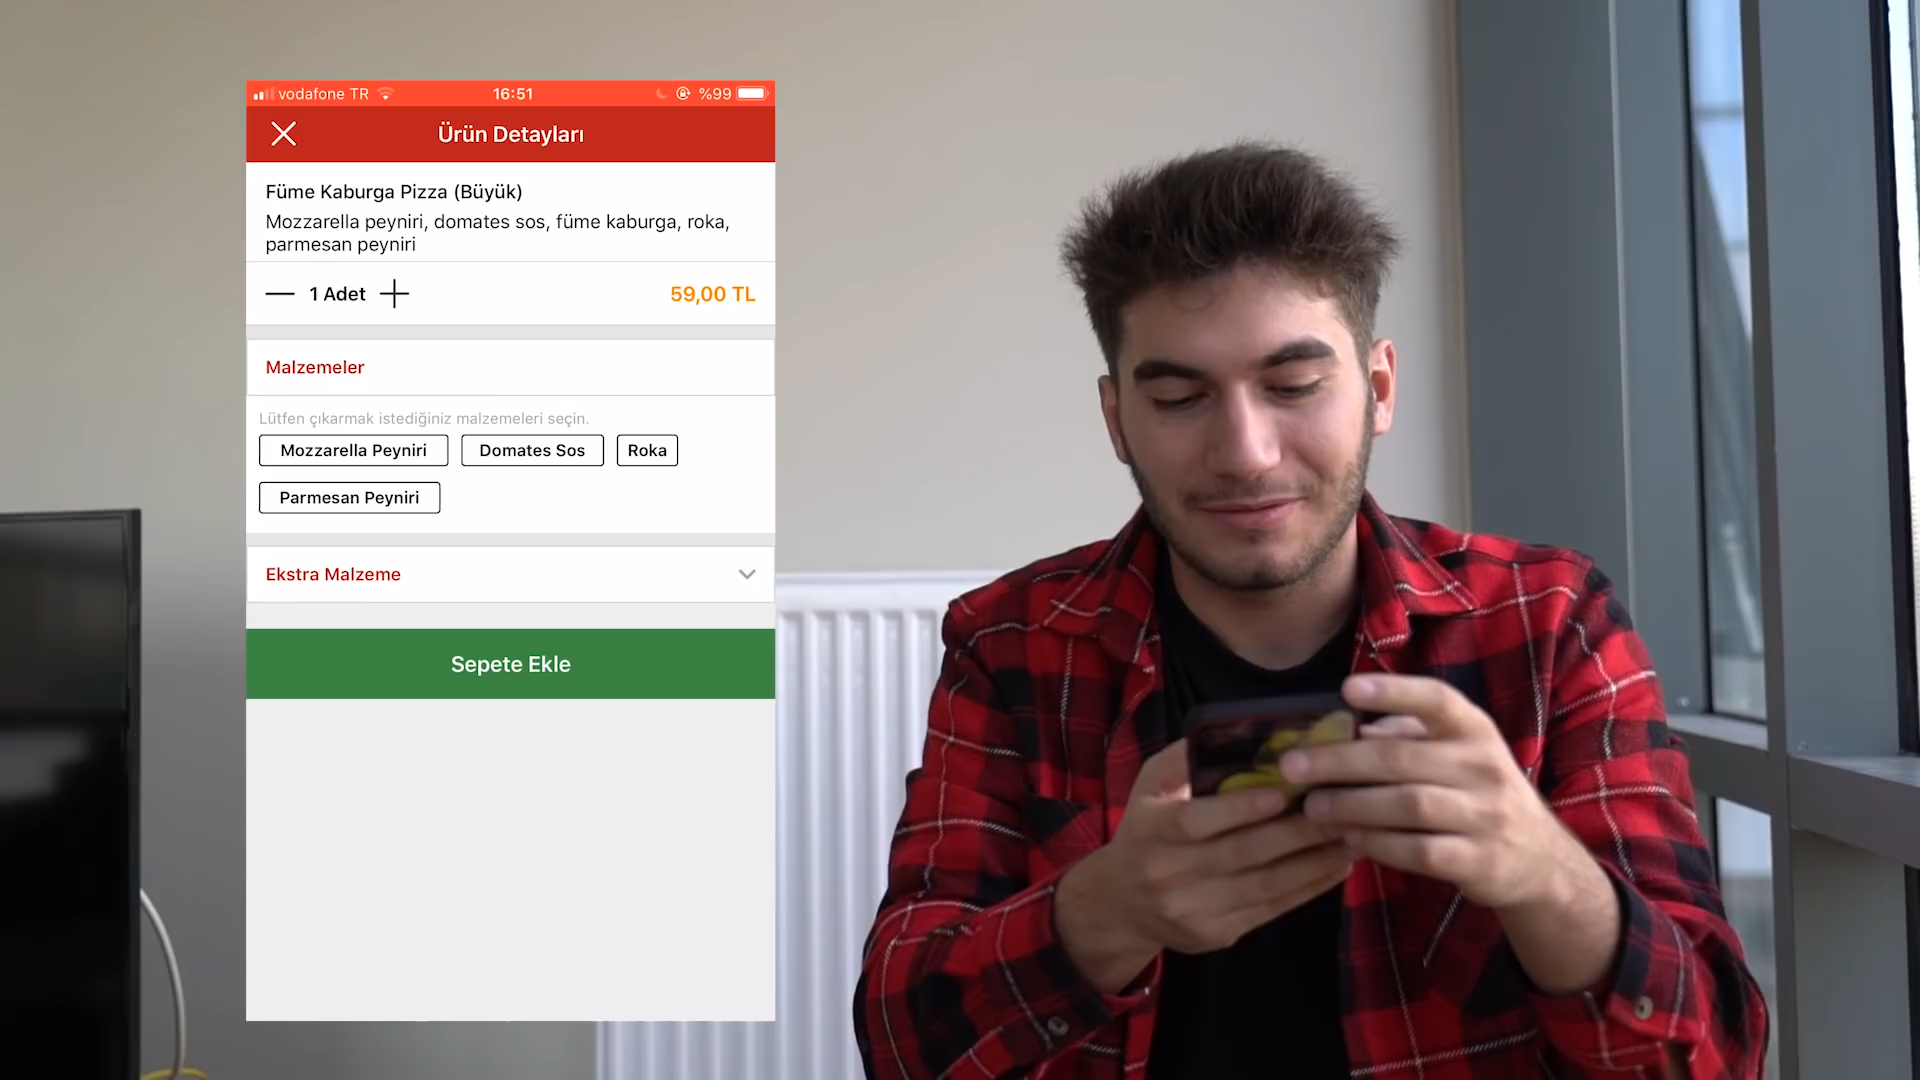 vodafone TR
16:51
%99
Ürün Detayları
Füme Kaburga Pizza (Büyük)
Mozzarella peyniri, domates sos, füme kaburga, roka,
parmesan peyniri
1 Adet
59,00 TL
Malzemeler
Lütfen çıkarmak istediğiniz malzemeleri seçin.
Mozzarella Peyniri
Domates Sos
Roka
Parmesan Peyniri
Ekstra Malzeme
Sepete Ekle